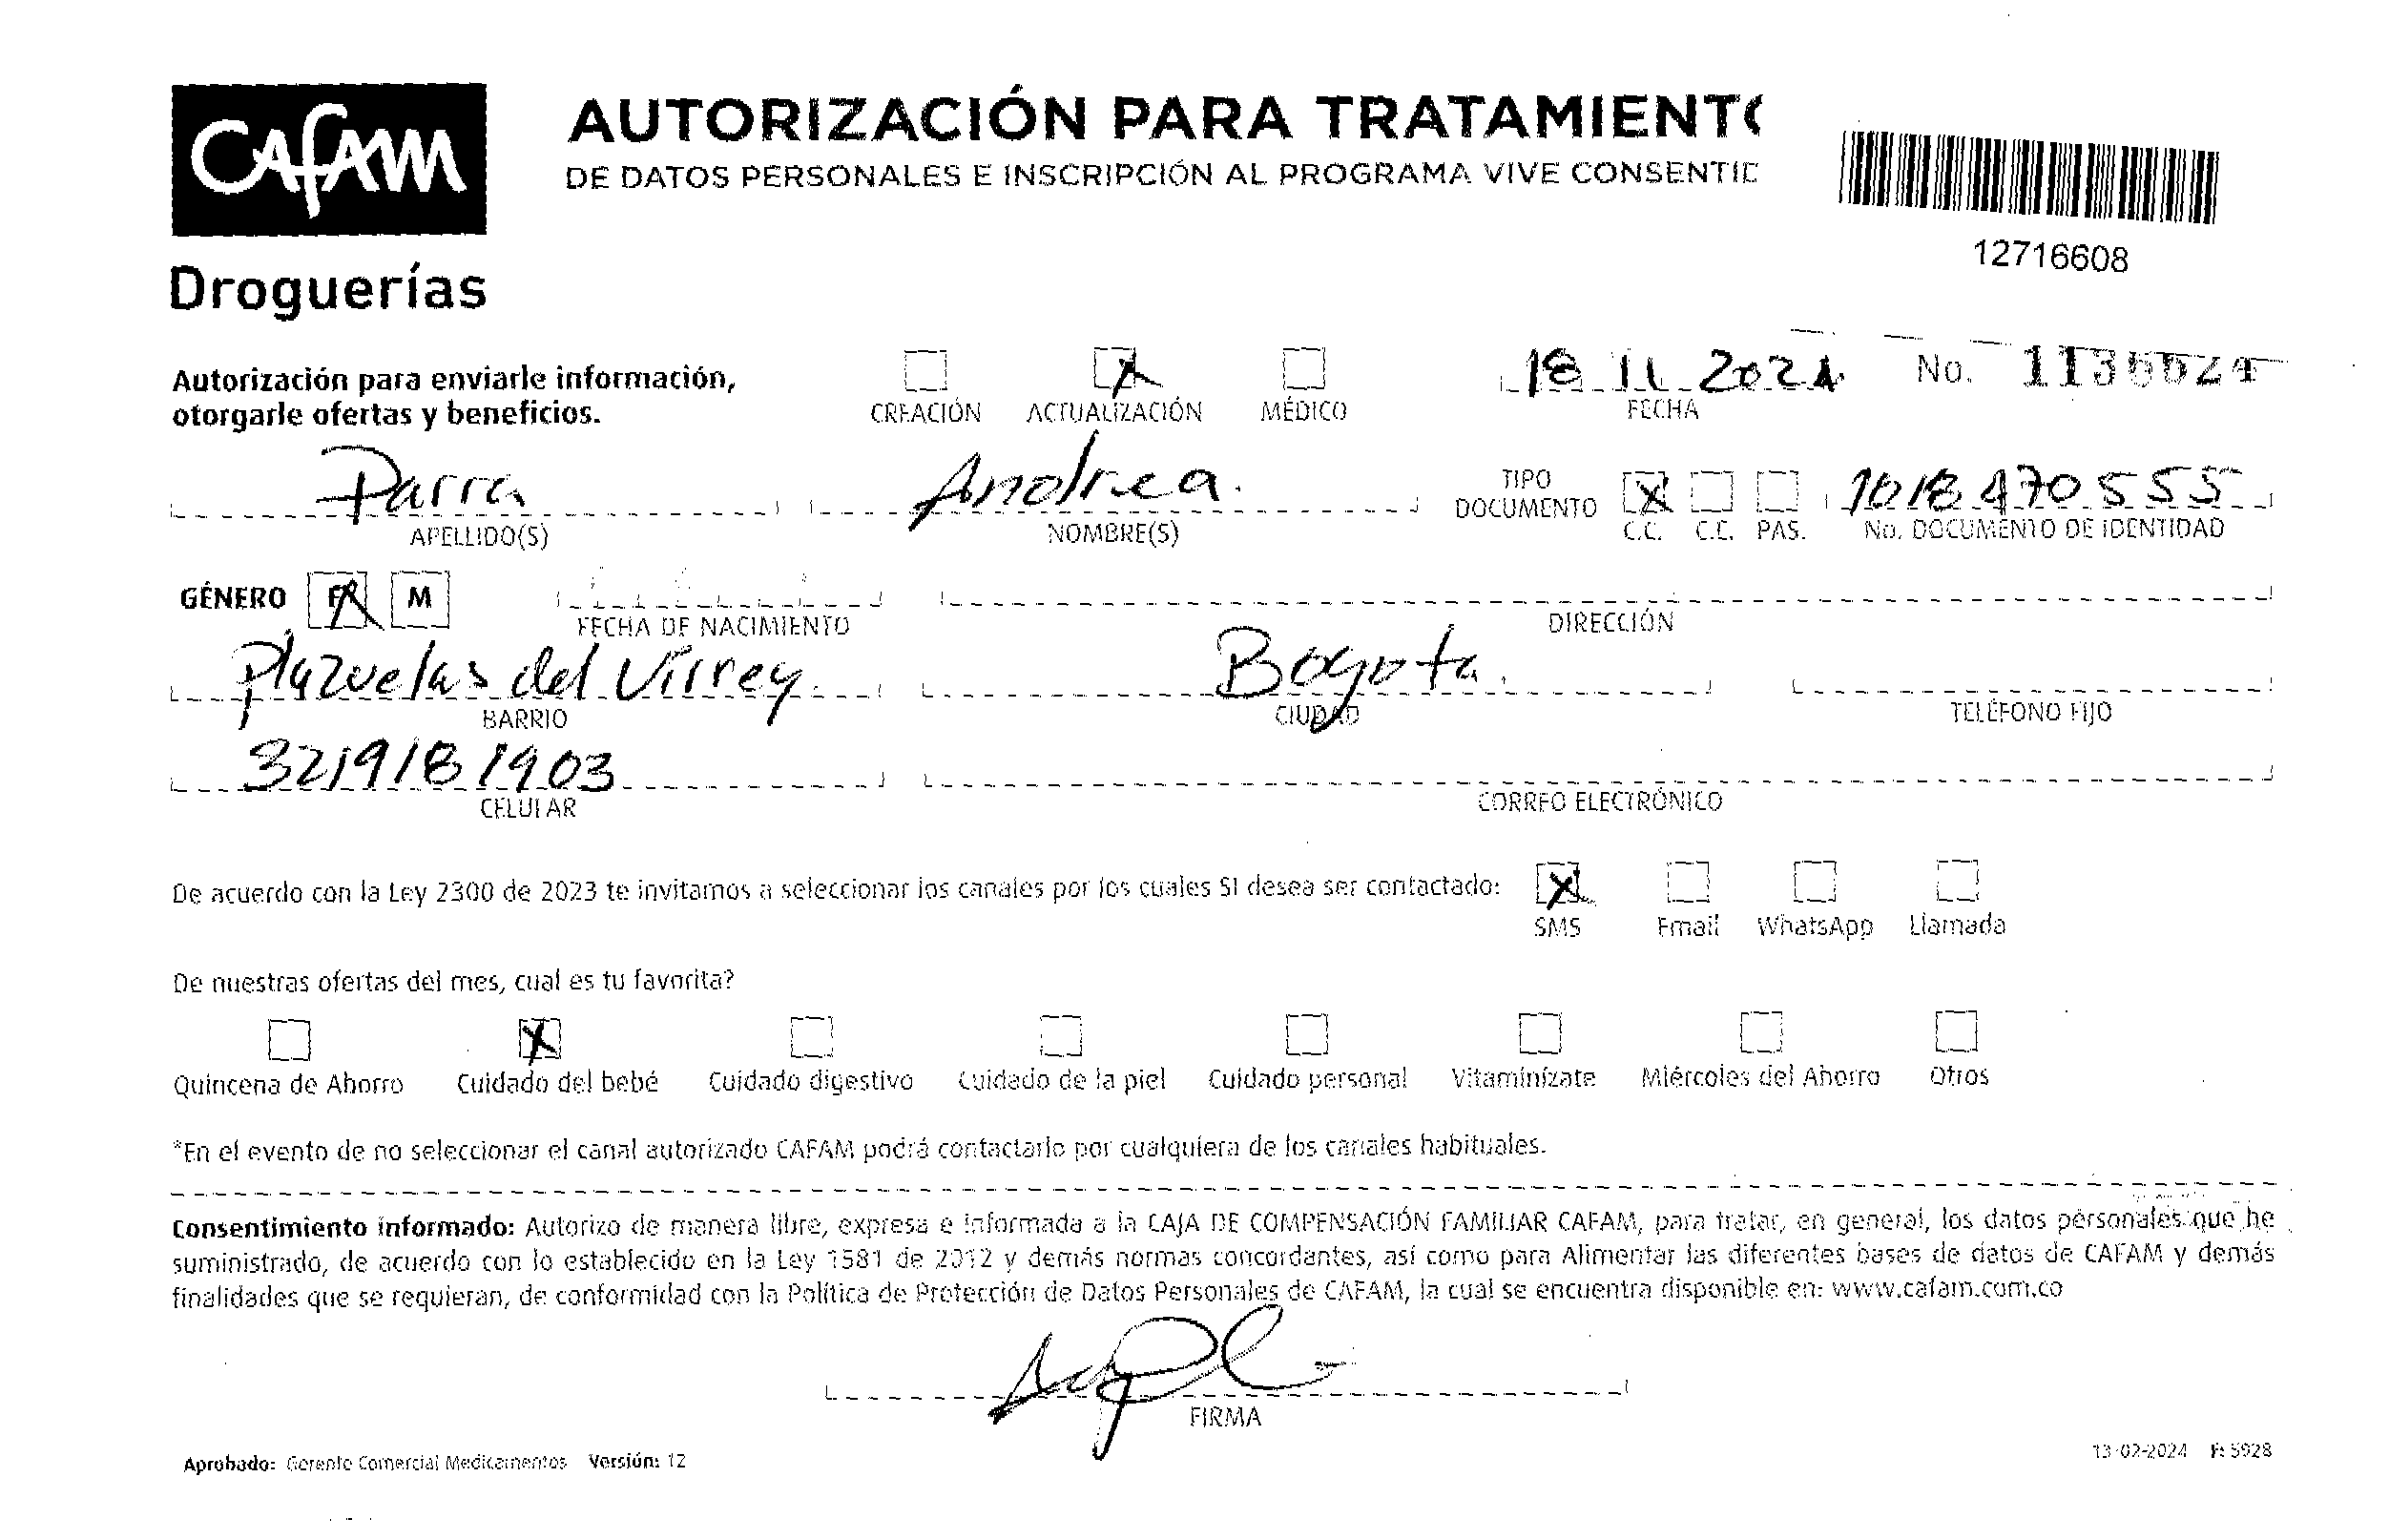 CAFAM
Droguerías
AUTORIZACIÓN PARA TRATAMIENT
DE DATOS PERSONALES E INSCRIPCIÓN AL PROGRAMA VIVE CONSENTID
12716608
Autorización para enviarle información,
otorgarle ofertas y beneficios.
CREACIÓN ACTUALIZACIÓN MÉDICO
18 11 2024 No.
FECHA
Parra Andrea. TIPO DOCUMENTO C.C. C.E. PAS. 1018470555
APELLIDO(S) NOMBRE(S) No. DOCUMENTO DE IDENTIDAD
GÉNERO F M
FECHA DE NACIMIENTO DIRECCIÓN
Plazuelas del Virrey. Bogota.
BARRIO CIUDAD TELÉFONO FIJO
3219181903
CELULAR CORREO ELECTRÓNICO
De acuerdo con la Ley 2300 de 2023 te invitamos a seleccionar los canales por los cuales SI desea ser contactado:
SMS Email WhatsApp Llamada
De nuestras ofertas del mes, cual es tu favorita?
Quincena de Ahorro Cuidado del bebé Cuidado digestivo Cuidado de la piel Cuidado personal Vitamínizate Miércoles del Ahorro Otros
*En el evento de no seleccionar el canal autorizado CAFAM podrá contactarlo por cualquiera de los canales habituales.
Consentimiento informado: Autorizo de manera libre, expresa e informada a la CAJA DE COMPENSACIÓN FAMILIAR CAFAM, para tratar, en general, los datos personales que he
suministrado, de acuerdo con lo establecido en la Ley 1581 de 2012 y demás normas concordantes, así como para Alimentar las diferentes bases de datos de CAFAM y demás
finalidades que se requieran, de conformidad con la Política de Protección de Datos Personales de CAFAM, la cual se encuentra disponible en: www.cafam.com.co
FIRMA
Aprobado: Gerente Comercial Medicamentos Versión: 12
13-02-2024 F: 5928